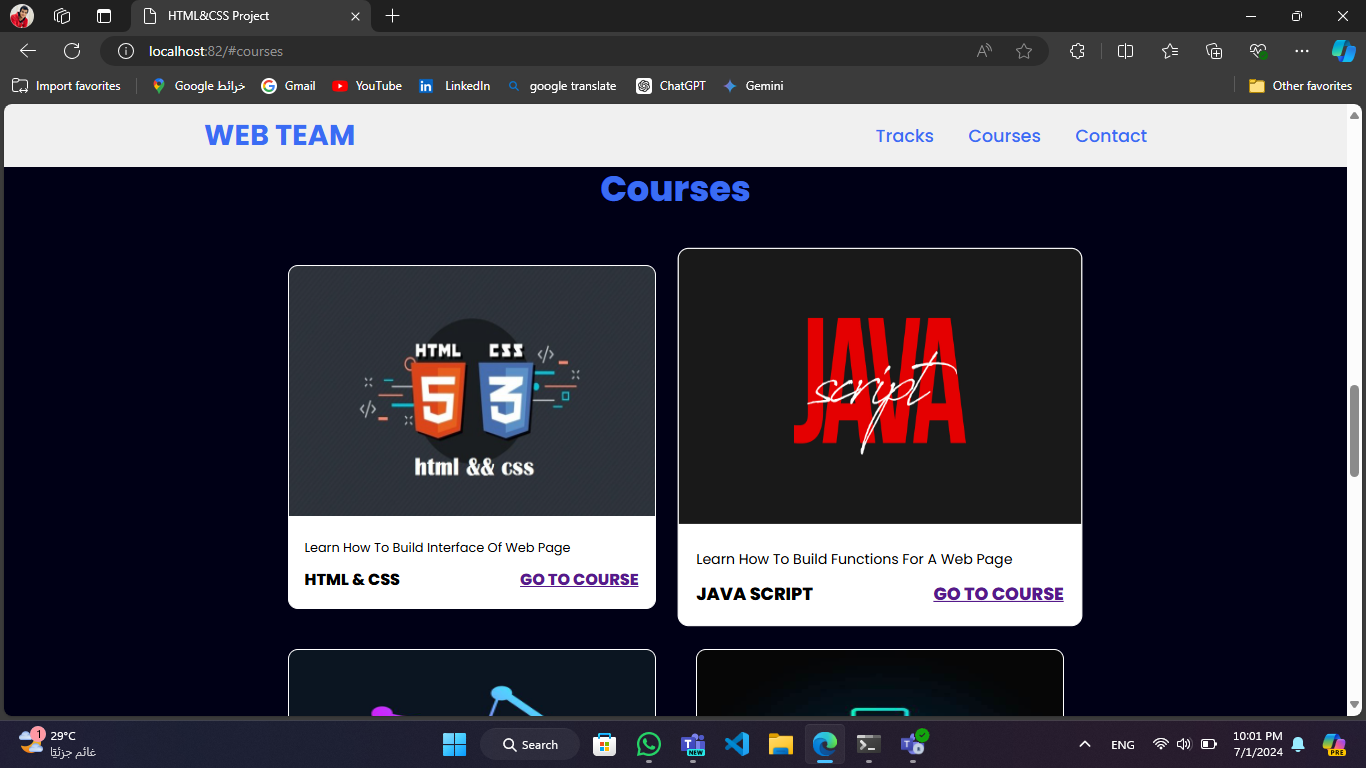 HTML&CSS Project
localhost:82/#courses
Import favorites
Google خرائط
Gmail
YouTube
LinkedIn
google translate
ChatGPT
Gemini
Other favorites
WEB TEAM
Tracks
Courses
Contact
Courses
HTML
CSS
5
3
html && css
JAVA
script
Learn How To Build Interface Of Web Page
HTML & CSS
GO TO COURSE
Learn How To Build Functions For A Web Page
JAVA SCRIPT
GO TO COURSE
1
29°C
غائم جزئيًا
Search
NEW
ENG
10:01 PM
7/1/2024
PRE